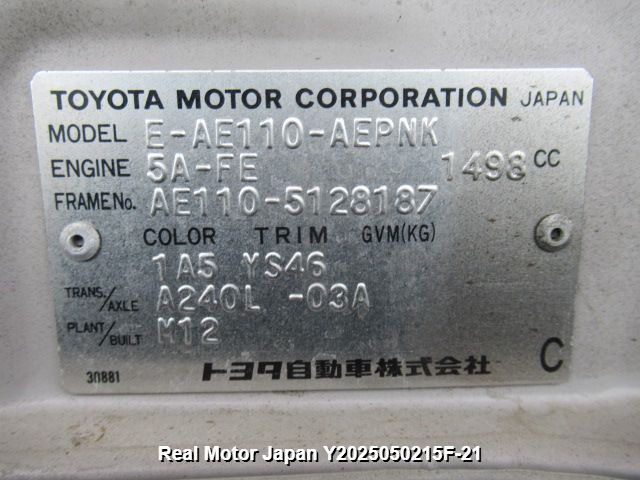 TOYOTA MOTOR CORPORATION JAPAN
MODEL E-AE110-AEPNK
ENGINE 5A-FE 1498 CC
FRAME No. AE110-5128187
COLOR TRIM GVM(KG)
1A5 YS46
TRANS./AXLE A240L -03A
PLANT/BUILT M12
30881 トヨタ自動車株式会社 C
Real Motor Japan Y2025050215F-21